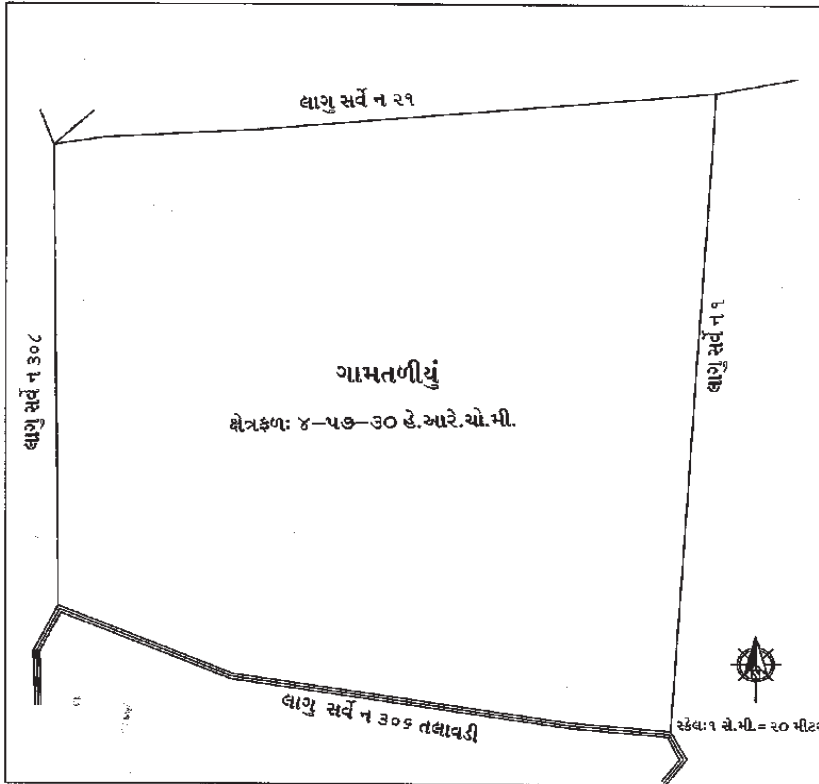 લાગુ સર્વે ન ૨૧
લાગુ સર્વે ન ૩૦૮
ગામતળીયું
ક્ષેત્રફળઃ ૪–૫૭–૩૦ હે.આરે.ચો.મી.
લાગુ સર્વે ન ૧
લાગુ સર્વે ન ૩૦૬ તલાવડી
સ્કેલઃ૧ સે.મી.= ૨૦ મીટર